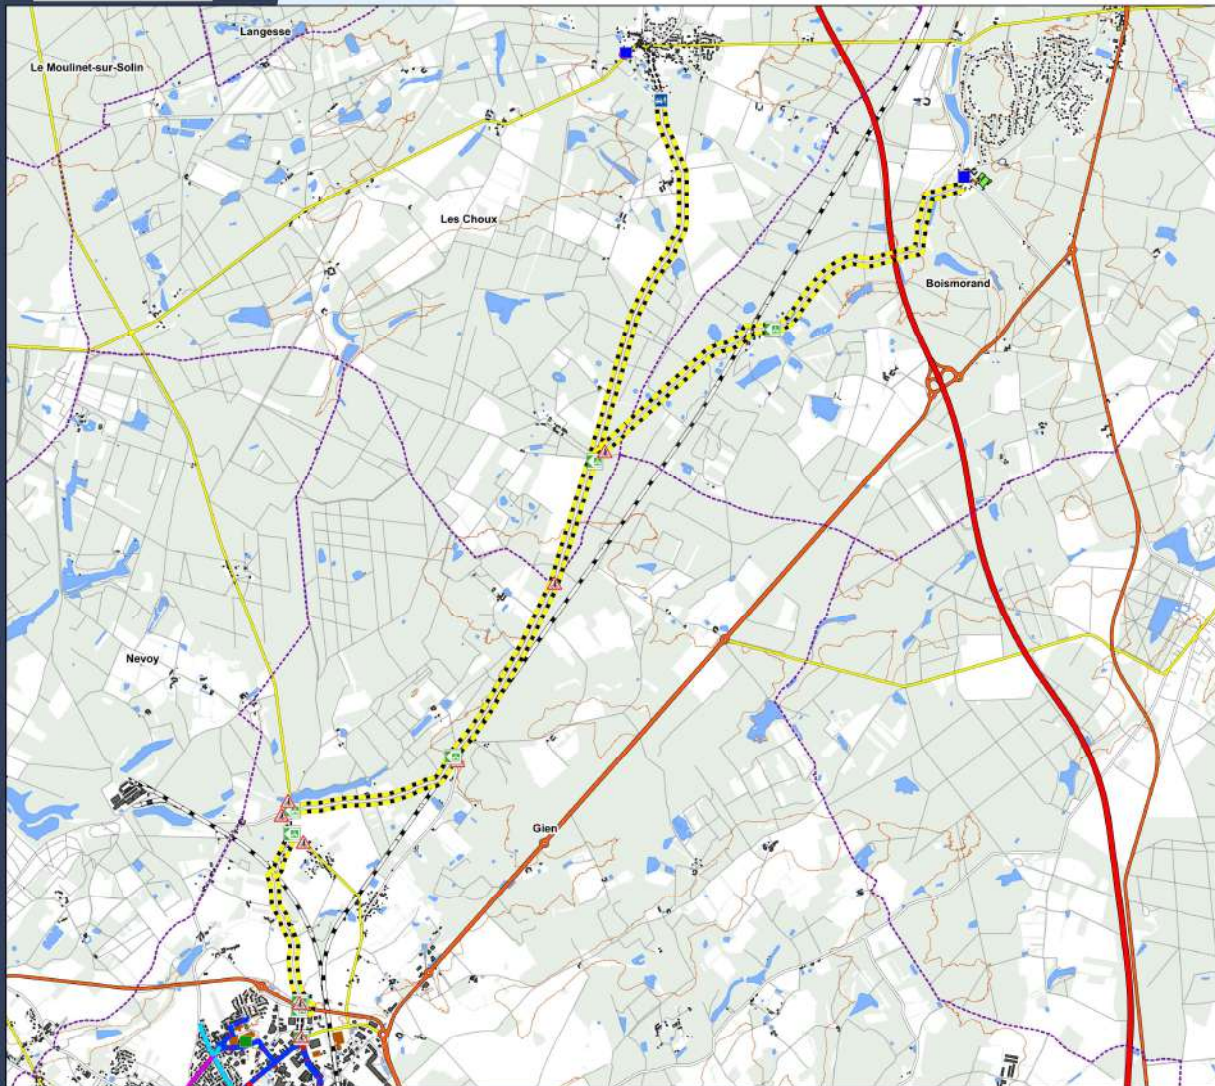 Langesse
Le Moulinet-sur-Solin
Les Choux
Boismorand
Nevoy
Gien